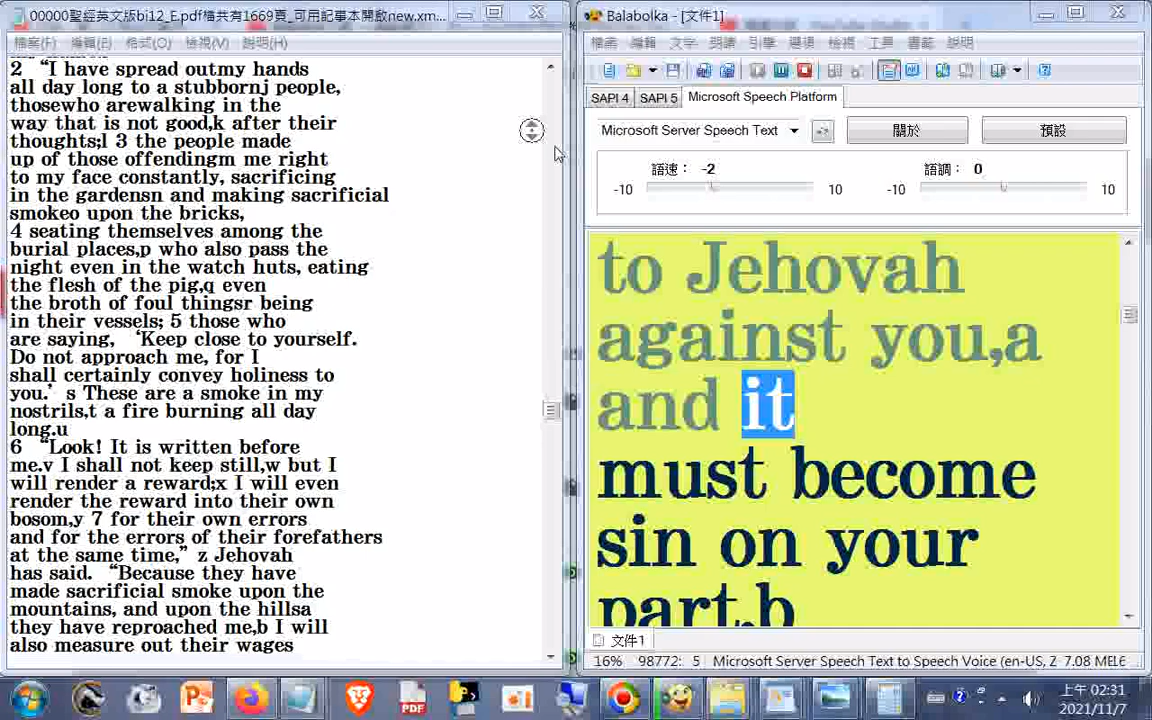 00000聖經英文版bi12_E.pdf檔共有1669頁_可用記事本開啟new.xm...
檔案(F) 編輯(E) 格式(O) 檢視(V) 說明(H)
2 “I have spread outmy hands
all day long to a stubbornj people,
thosewho arewalking in the
way that is not good,k after their
thoughts;l 3 the people made
up of those offendingm me right
to my face constantly, sacrificing
in the gardensn and making sacrificial
smokeo upon the bricks,
4 seating themselves among the
burial places,p who also pass the
night even in the watch huts, eating
the flesh of the pig,q even
the broth of foul thingsr being
in their vessels; 5 those who
are saying, ‘Keep close to yourself.
Do not approach me, for I
shall certainly convey holiness to
you.’ s These are a smoke in my
nostrils,t a fire burning all day
long.u
6 “Look! It is written before
me.v I shall not keep still,w but I
will render a reward;x I will even
render the reward into their own
bosom,y 7 for their own errors
and for the errors of their forefathers
at the same time,” z Jehovah
has said. “Because they have
made sacrificial smoke upon the
mountains, and upon the hillsa
they have reproached me,b I will
also measure out their wages
Balabolka - [文件1]
檔案 編輯 文字 朗讀 引擎 選項 檢視 工具 書籤 說明
SAPI 4 SAPI 5 Microsoft Speech Platform
Microsoft Server Speech Text 關於 預設
語速： -2 語調： 0
-10 10 -10 10
to Jehovah
against you,a
and it
must become
sin on your
part,b
文件1
16% 98772: 5 Microsoft Server Speech Text to Speech Voice (en-US, Z 7.08 МБ
PDF
上午 02:31
2021/11/7